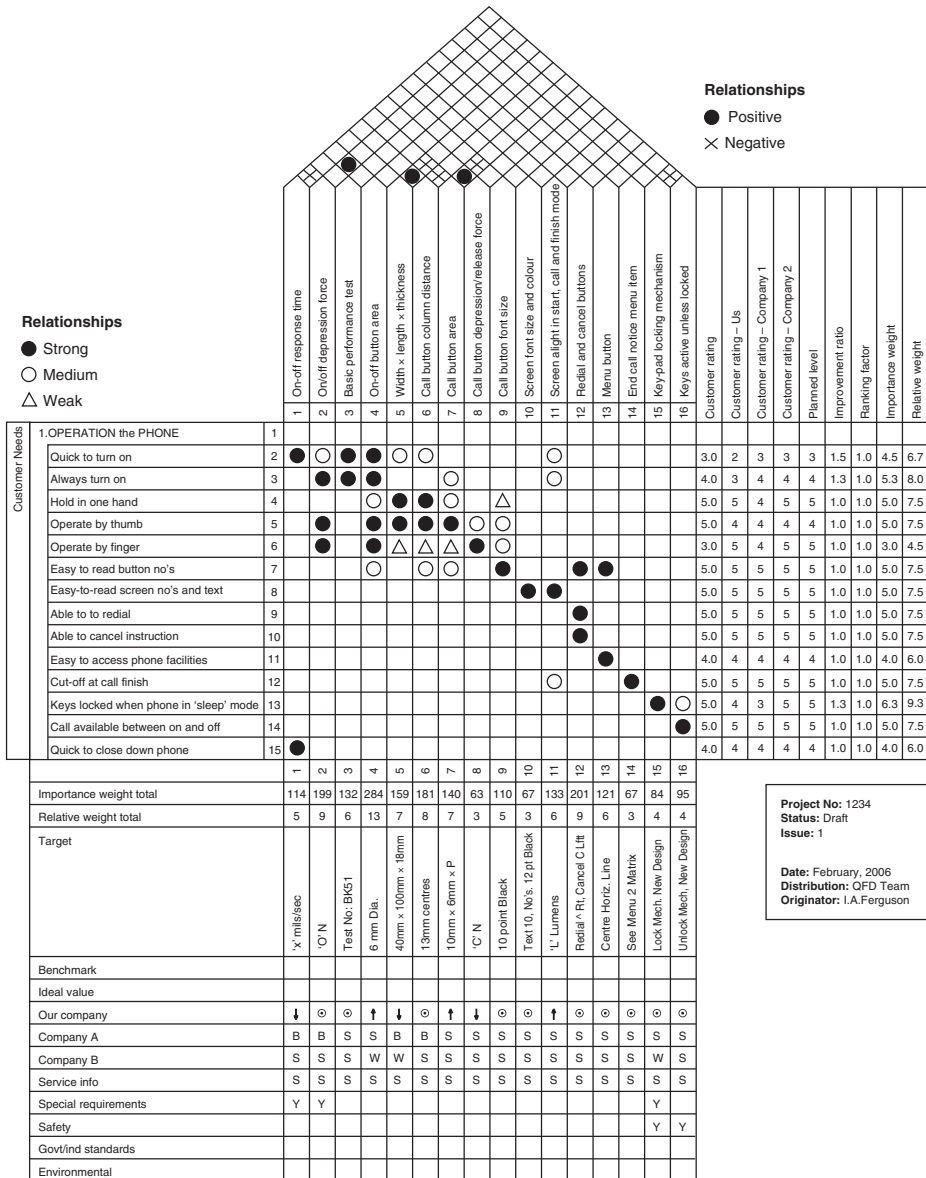 Relationships
● Positive
× Negative
Relationships
● Strong
○ Medium
△ Weak
On-off response time
On/off depression force
Basic performance test
On-off button area
Width × length × thickness
Call button column distance
Call button area
Call button depression/release force
Call button font size
Screen font size and colour
Screen alight in start, call and finish mode
Redial and cancel buttons
Menu button
End call notice menu item
Key-pad locking mechanism
Keys active unless locked
Customer rating
Customer rating – Us
Customer rating – Company 1
Customer rating – Company 2
Planned level
Improvement ratio
Ranking factor
Importance weight
Relative weight
1 2 3 4 5 6 7 8 9 10 11 12 13 14 15 16
Customer Needs
1.OPERATION the PHONE 1
Quick to turn on 2 3.0 2 3 3 3 1.5 1.0 4.5 6.7
Always turn on 3 4.0 3 4 4 4 1.3 1.0 5.3 8.0
Hold in one hand 4 5.0 5 4 5 5 1.0 1.0 5.0 7.5
Operate by thumb 5 5.0 4 4 4 4 1.0 1.0 5.0 7.5
Operate by finger 6 3.0 5 4 5 5 1.0 1.0 3.0 4.5
Easy to read button no's 7 5.0 5 5 5 5 1.0 1.0 5.0 7.5
Easy-to-read screen no's and text 8 5.0 5 5 5 5 1.0 1.0 5.0 7.5
Able to to redial 9 5.0 5 5 5 5 1.0 1.0 5.0 7.5
Able to cancel instruction 10 5.0 5 5 5 5 1.0 1.0 5.0 7.5
Easy to access phone facilities 11 4.0 4 4 4 4 1.0 1.0 4.0 6.0
Cut-off at call finish 12 5.0 5 5 5 5 1.0 1.0 5.0 7.5
Keys locked when phone in 'sleep' mode 13 5.0 4 3 5 5 1.3 1.0 6.3 9.3
Call available between on and off 14 5.0 5 5 5 5 1.0 1.0 5.0 7.5
Quick to close down phone 15 4.0 4 4 4 4 1.0 1.0 4.0 6.0
1 2 3 4 5 6 7 8 9 10 11 12 13 14 15 16
Importance weight total 114 199 132 284 159 181 140 63 110 67 133 201 121 67 84 95
Relative weight total 5 9 6 13 7 8 7 3 5 3 6 9 6 3 4 4
Target
'x' mils/sec
'O' N
Test No: BK51
6 mm Dia.
40mm x 100mm x 18mm
13mm centres
10mm × 6mm × P
'C' N
10 point Black
Text 10, No's. 12 pt Black
'L' Lumens
Redial ^ Rt, Cancel C Lft
Centre Horiz. Line
See Menu 2 Matrix
Lock Mech. New Design
Unlock Mech, New Design
Benchmark
Ideal value
Our company ↓ ⊙ ⊙ ↑ ↓ ⊙ ↑ ↓ ⊙ ⊙ ↑ ⊙ ⊙ ⊙ ⊙ ⊙
Company A B B S S B B S S S S S S S S S S
Company B S S S W W S S S S S S S S S W S
Service info S S S S S S S S S S S S S S S S
Special requirements Y Y Y
Safety Y Y
Govt/ind standards
Environmental
Project No: 1234
Status: Draft
Issue: 1
Date: February, 2006
Distribution: QFD Team
Originator: I.A.Ferguson